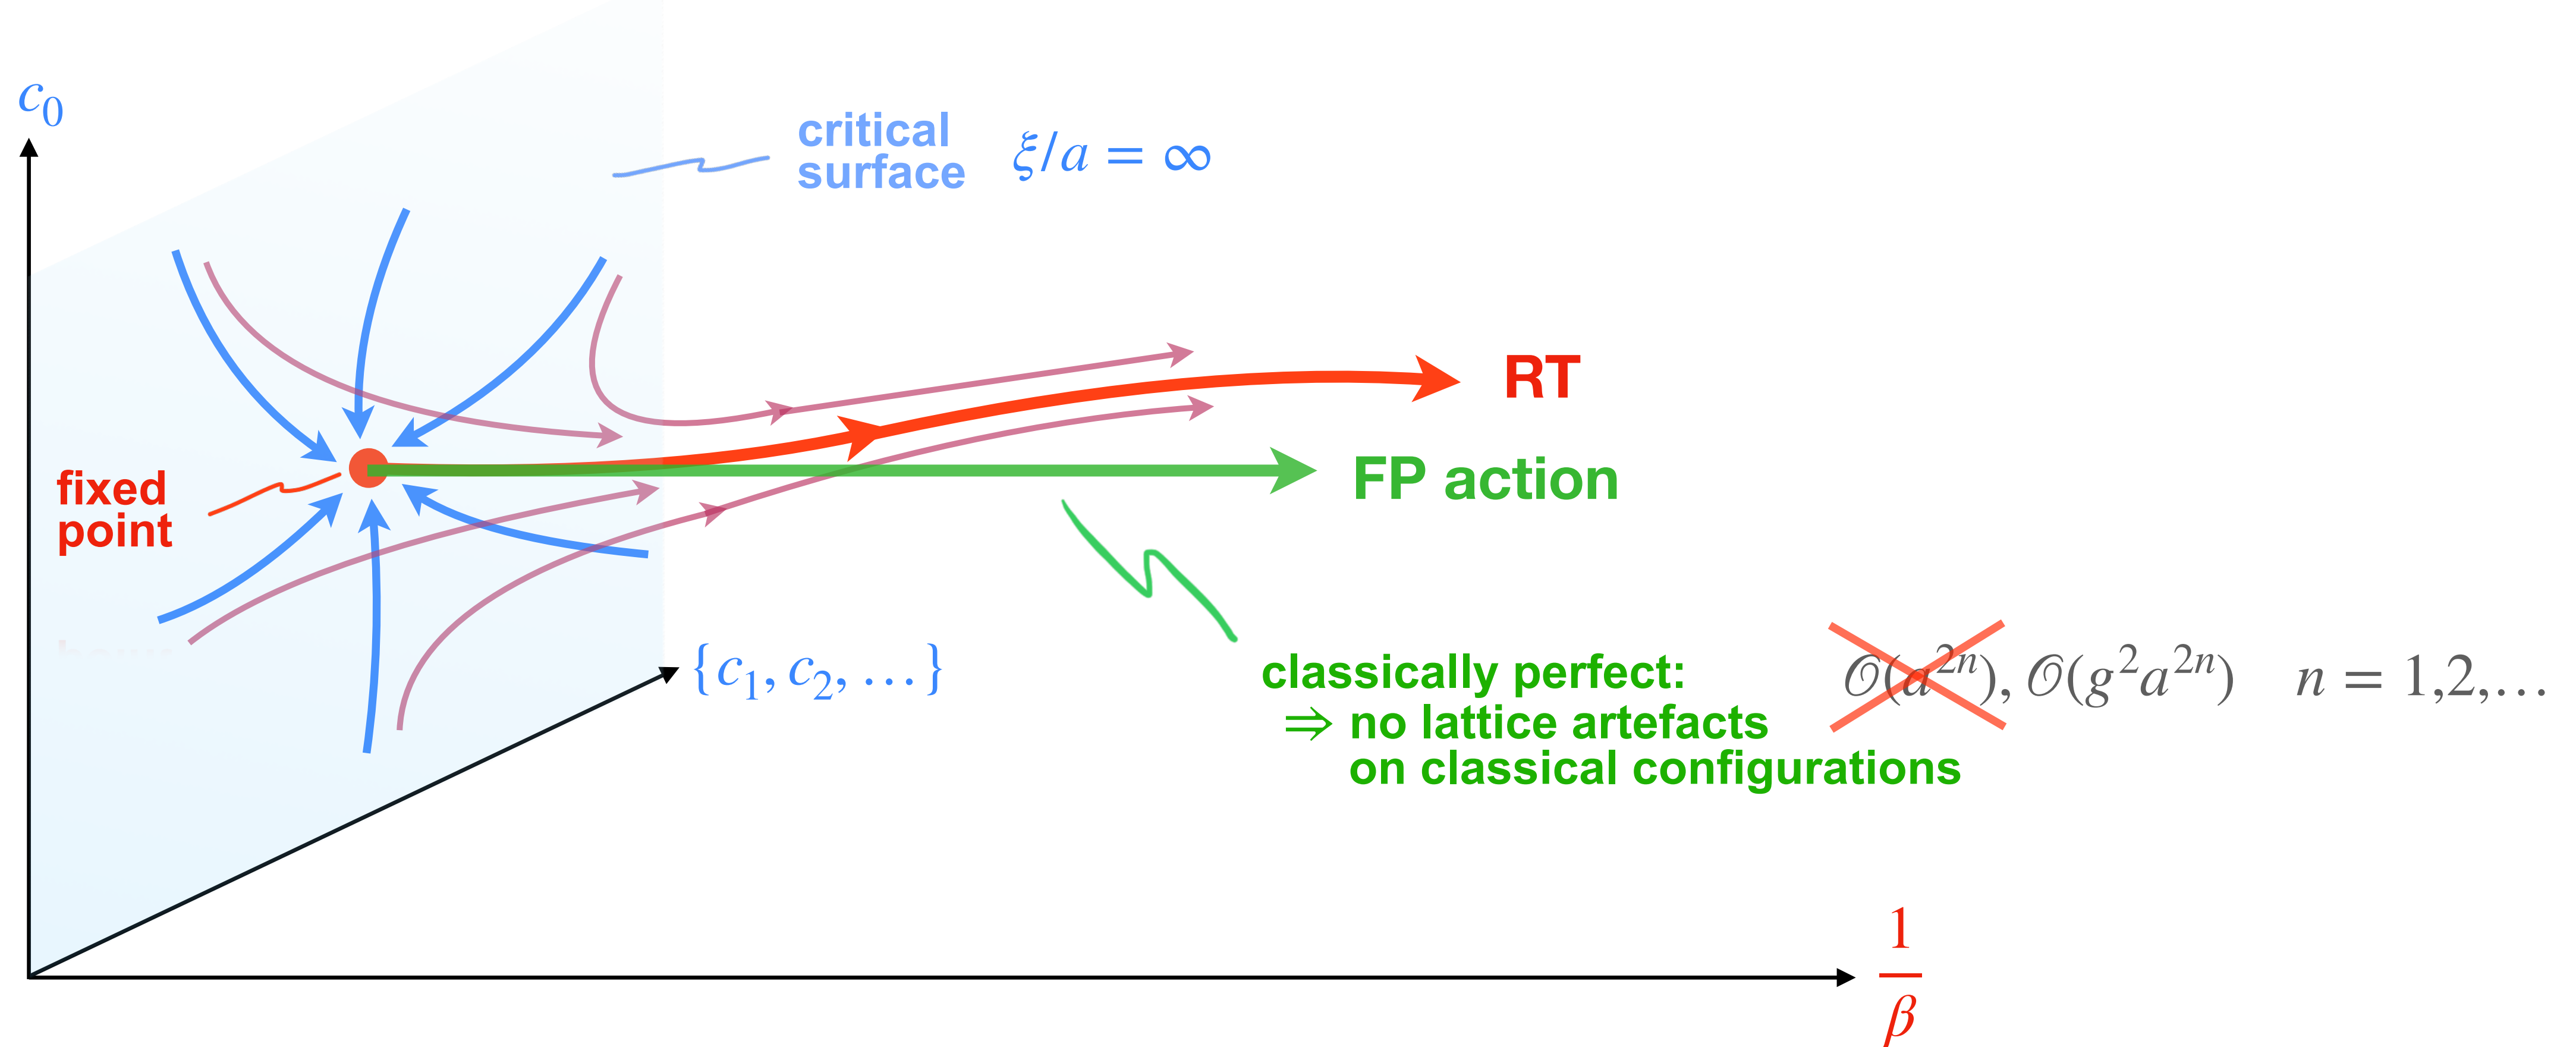 c₀
critical
surface
ξ/a = ∞
RT
FP action
fixed
point
{c₁, c₂, …}
classically perfect:
⇒ no lattice artefacts
on classical configurations
𝒪(a²ⁿ), 𝒪(g²a²ⁿ) n = 1,2,…
1
β